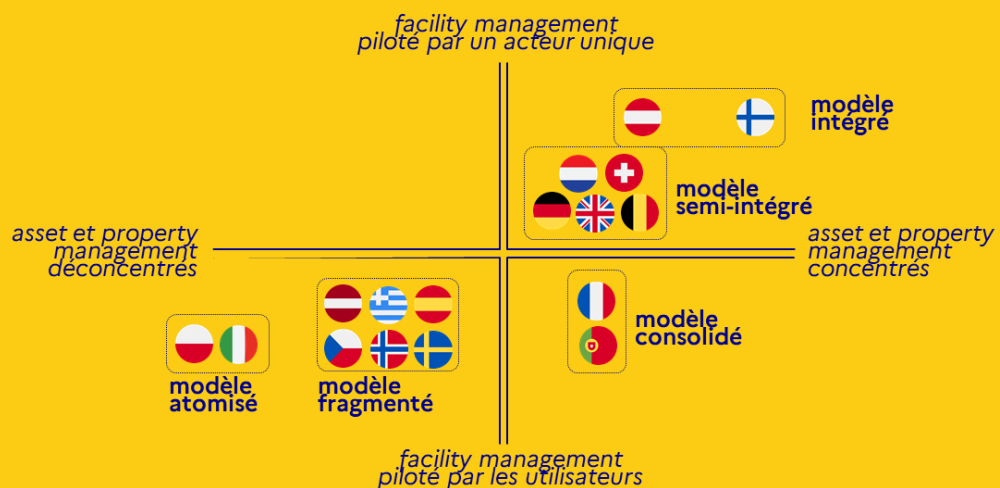 facility management
piloté par un acteur unique
modèle
intégré
modèle
semi-intégré
asset et property
management
déconcentrés
asset et property
management
concentrés
modèle
consolidé
modèle
atomisé
modèle
fragmenté
facility management
piloté par les utilisateurs